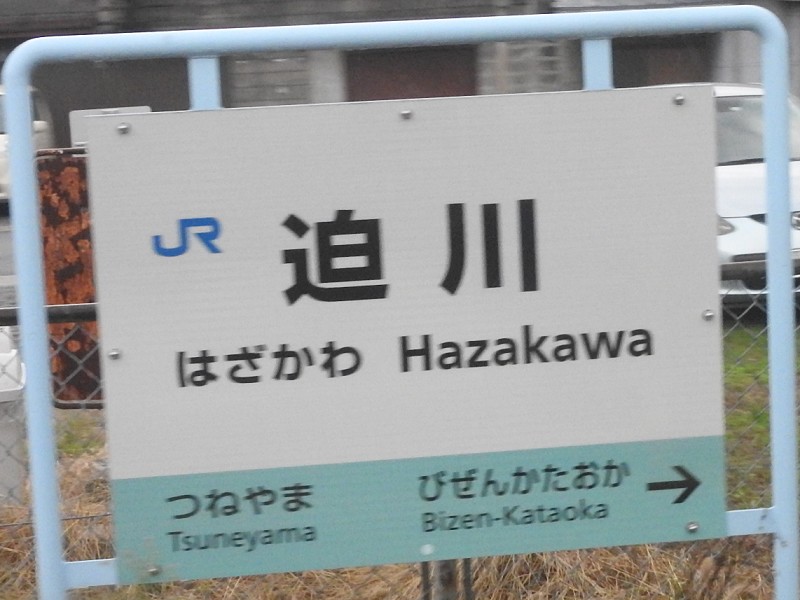 JR 迫川
はざかわ Hazakawa
つねやま びぜんかたおか →
Tsuneyama Bizen-Kataoka